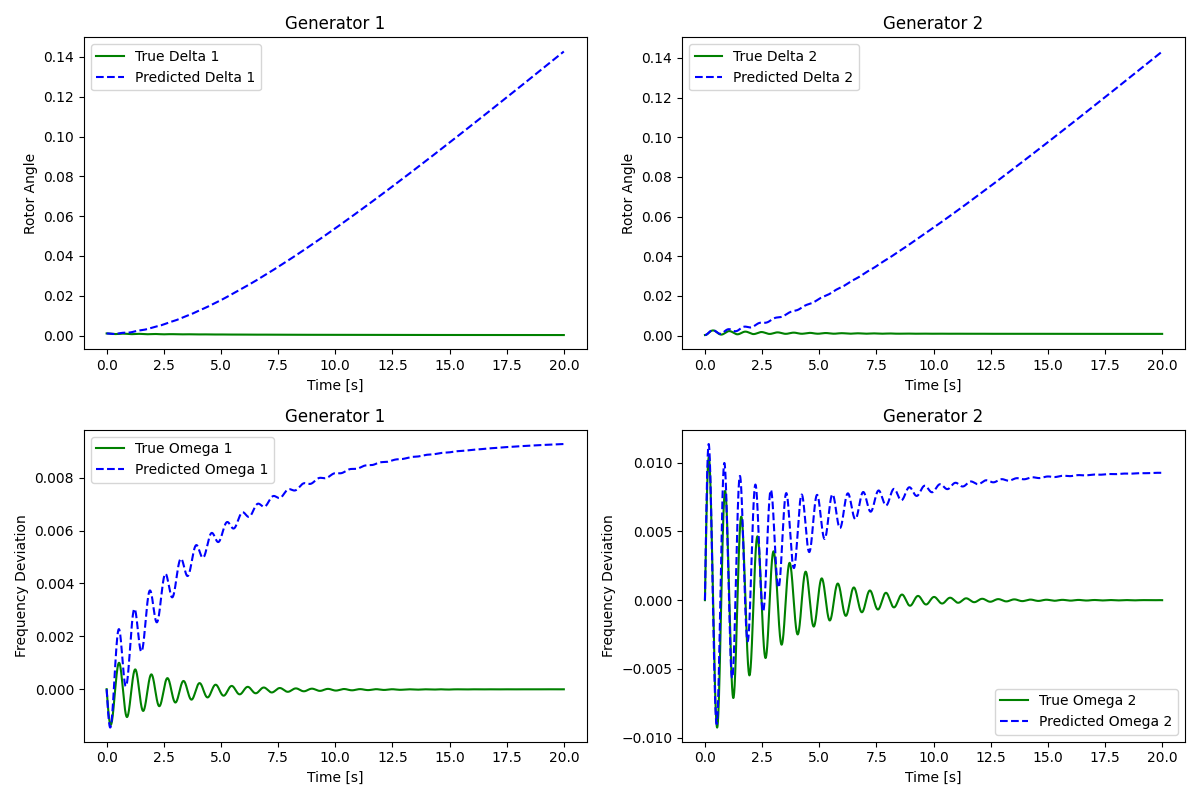 Generator 1
True Delta 1
Predicted Delta 1
Rotor Angle
0.14
0.12
0.10
0.08
0.06
0.04
0.02
0.00
0.0 2.5 5.0 7.5 10.0 12.5 15.0 17.5 20.0
Time [s]
Generator 2
True Delta 2
Predicted Delta 2
Rotor Angle
0.14
0.12
0.10
0.08
0.06
0.04
0.02
0.00
0.0 2.5 5.0 7.5 10.0 12.5 15.0 17.5 20.0
Time [s]
Generator 1
True Omega 1
Predicted Omega 1
Frequency Deviation
0.008
0.006
0.004
0.002
0.000
0.0 2.5 5.0 7.5 10.0 12.5 15.0 17.5 20.0
Time [s]
Generator 2
Frequency Deviation
0.010
0.005
0.000
−0.005
−0.010
True Omega 2
Predicted Omega 2
0.0 2.5 5.0 7.5 10.0 12.5 15.0 17.5 20.0
Time [s]